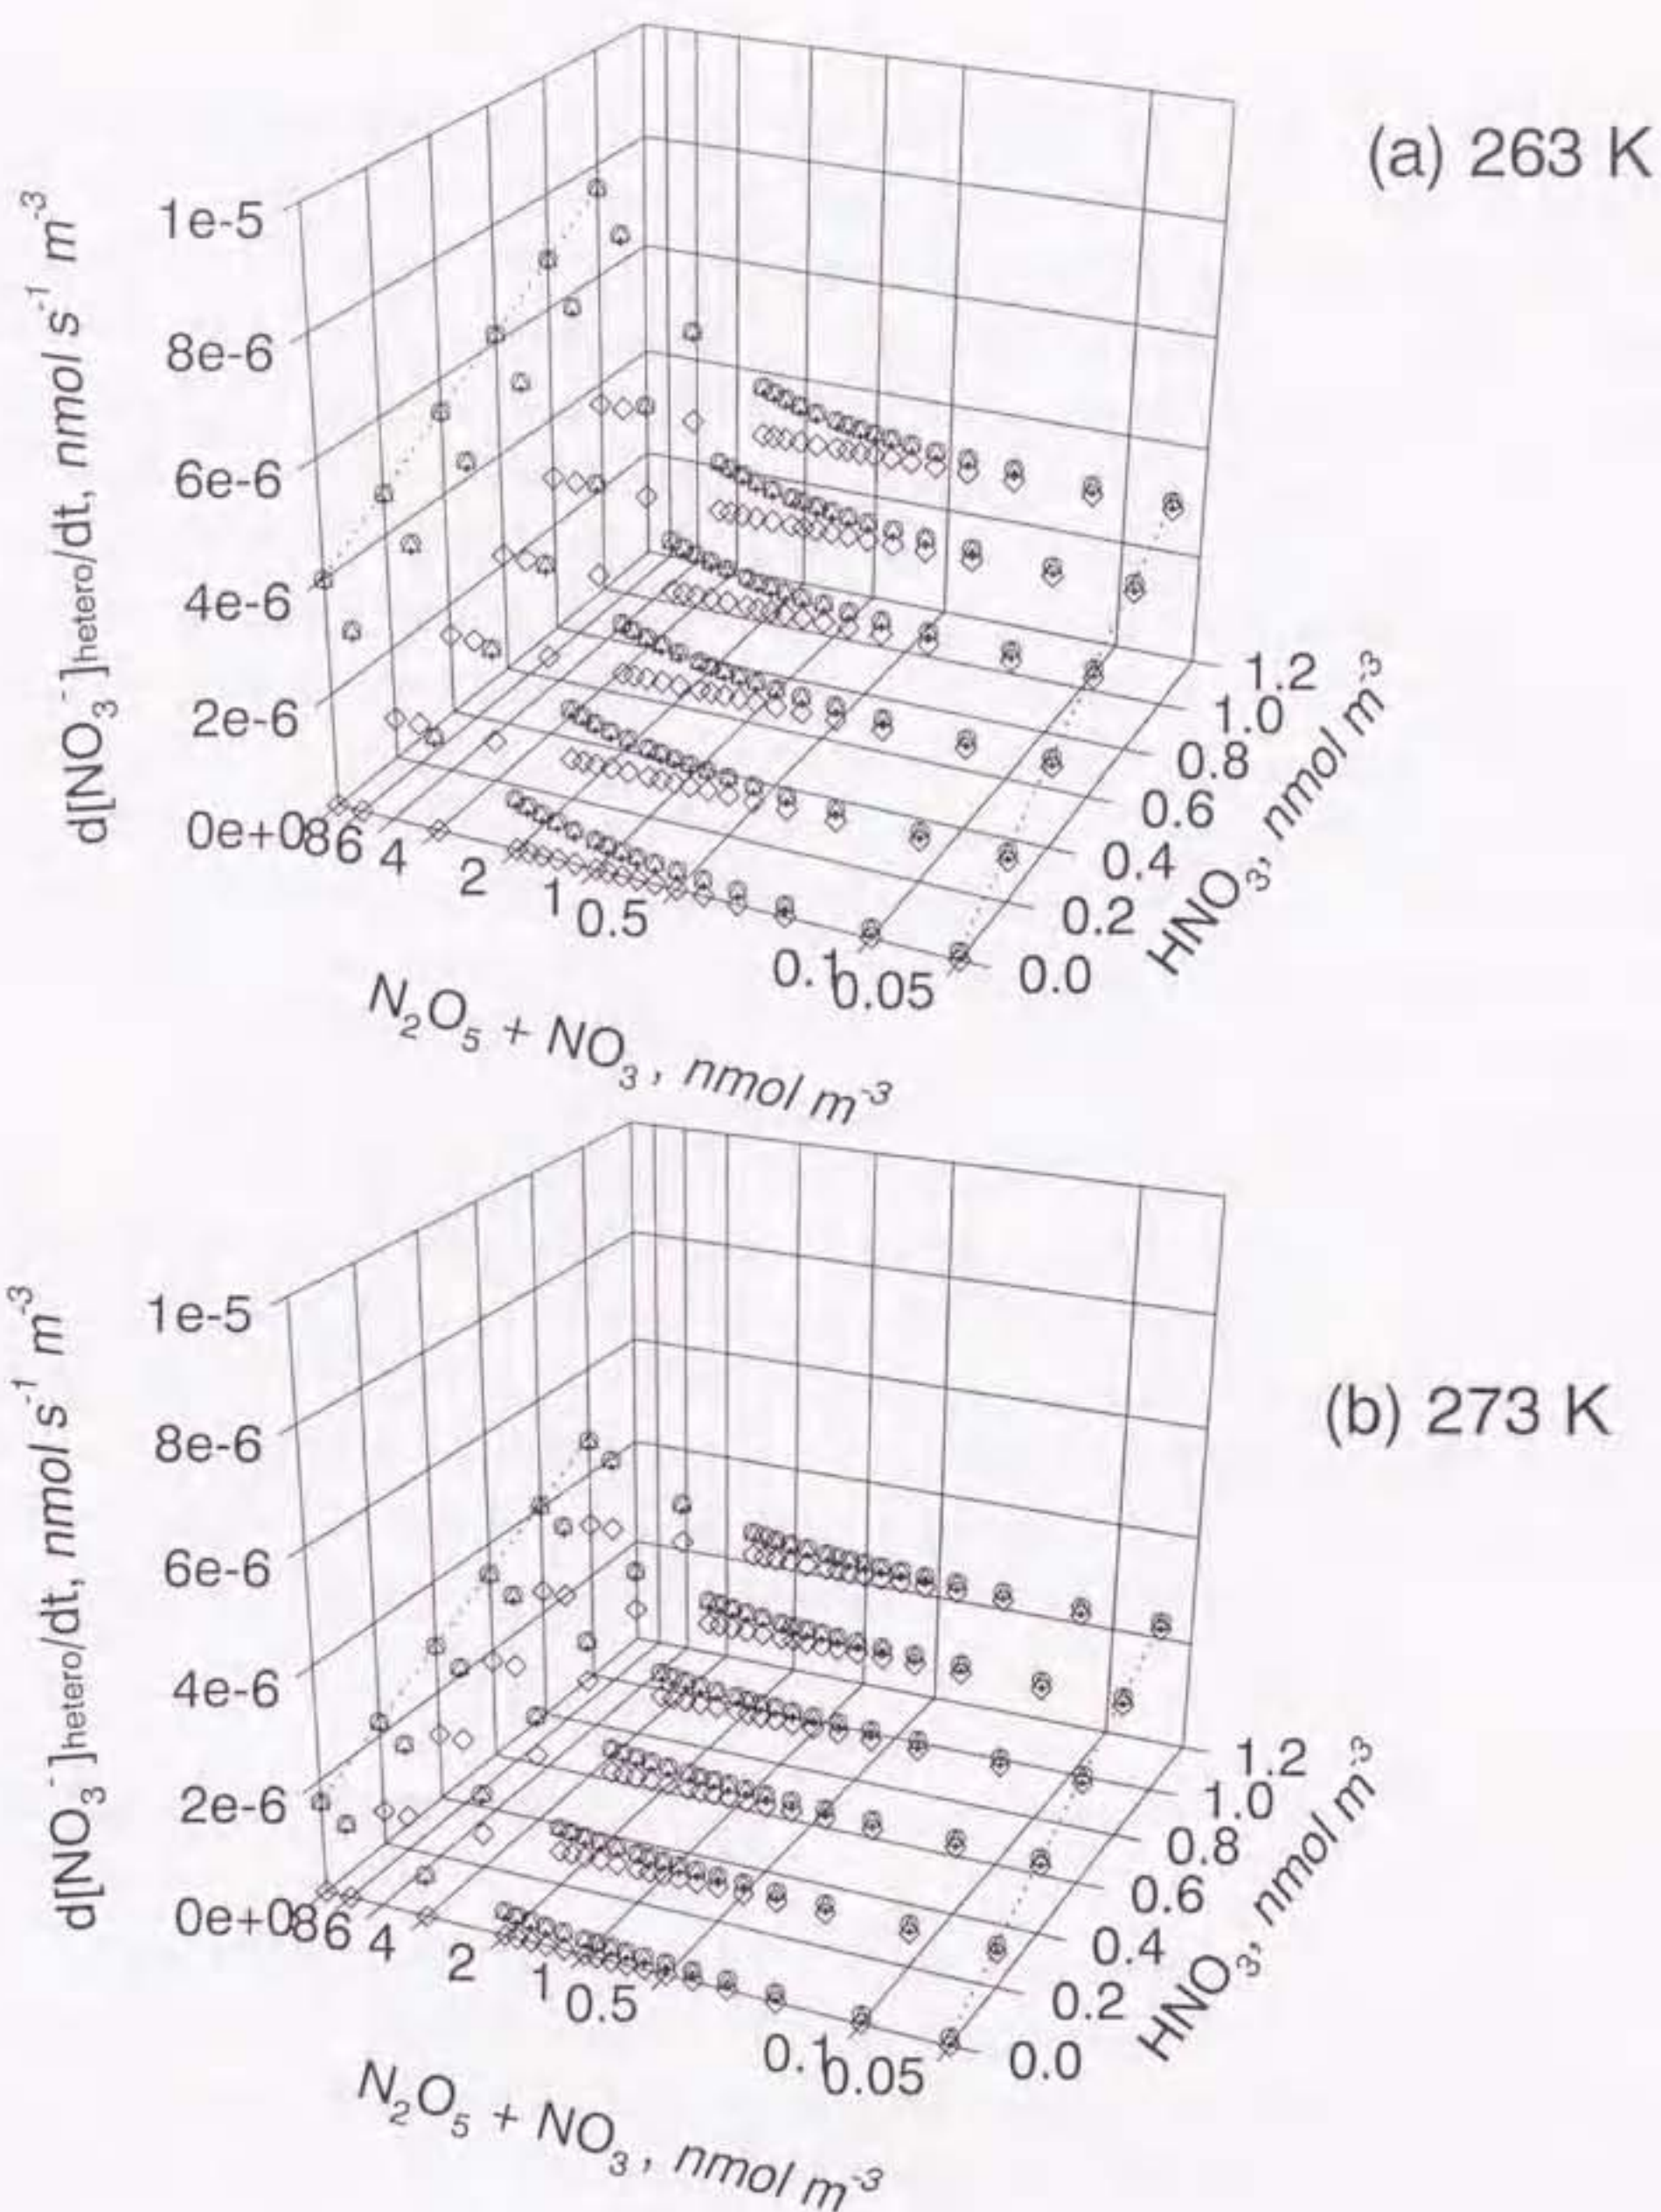 (a) 263 K
d[NO₃⁻]hetero/dt, nmol s⁻¹ m⁻³
1e-5
8e-6
6e-6
4e-6
2e-6
0e+0
8 6 4 2 1 0.5 0.1 0.05
N₂O₅ + NO₃, nmol m⁻³
1.2
1.0
0.8
0.6
0.4
0.2
0.0
HNO₃, nmol m⁻³
(b) 273 K
d[NO₃⁻]hetero/dt, nmol s⁻¹ m⁻³
1e-5
8e-6
6e-6
4e-6
2e-6
0e+0
8 6 4 2 1 0.5 0.1 0.05
N₂O₅ + NO₃, nmol m⁻³
1.2
1.0
0.8
0.6
0.4
0.2
0.0
HNO₃, nmol m⁻³